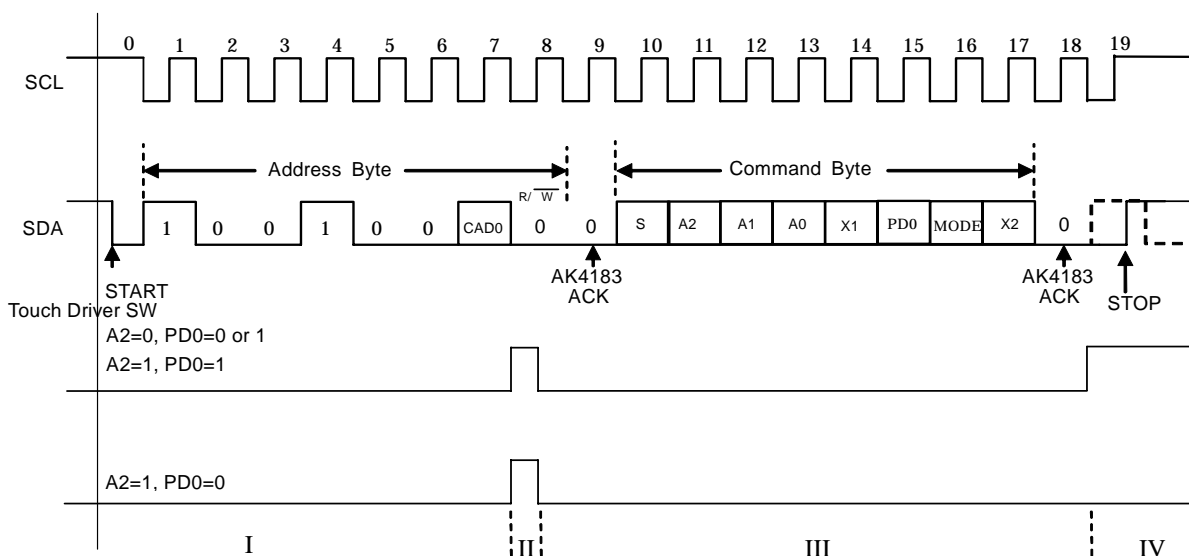 0 1 2 3 4 5 6 7 8 9 10 11 12 13 14 15 16 17 18 19
SCL
Address Byte
Command Byte
R/ W
SDA
1 0 0 1 0 0 CAD0 0 0 S A2 A1 A0 X1 PD0 MODE X2 0
START
AK4183
ACK
AK4183
ACK
STOP
Touch Driver SW
A2=0, PD0=0 or 1
A2=1, PD0=1
A2=1, PD0=0
I II III IV